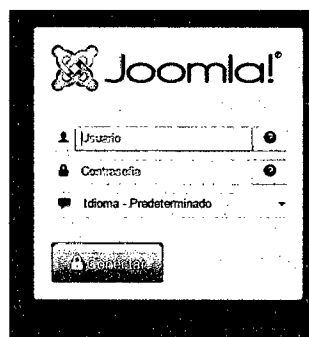 Joomla!®
Usuario
Contraseña
Idioma - Predeterminado
Conectar